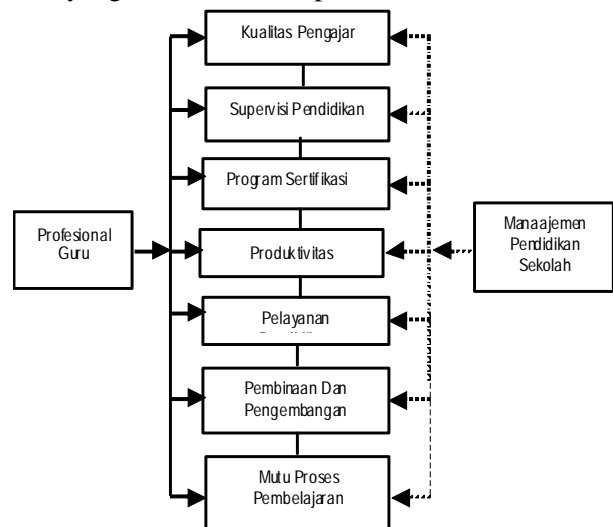 Kualitas Pengajar
Supervisi Pendidikan
Program Sertifikasi
Profesional
Guru
Produktivitas
Manaajemen
Pendidikan
Sekolah
Pelayanan
Pembinaan Dan
Pengembangan
Mutu Proses
Pembelajaran